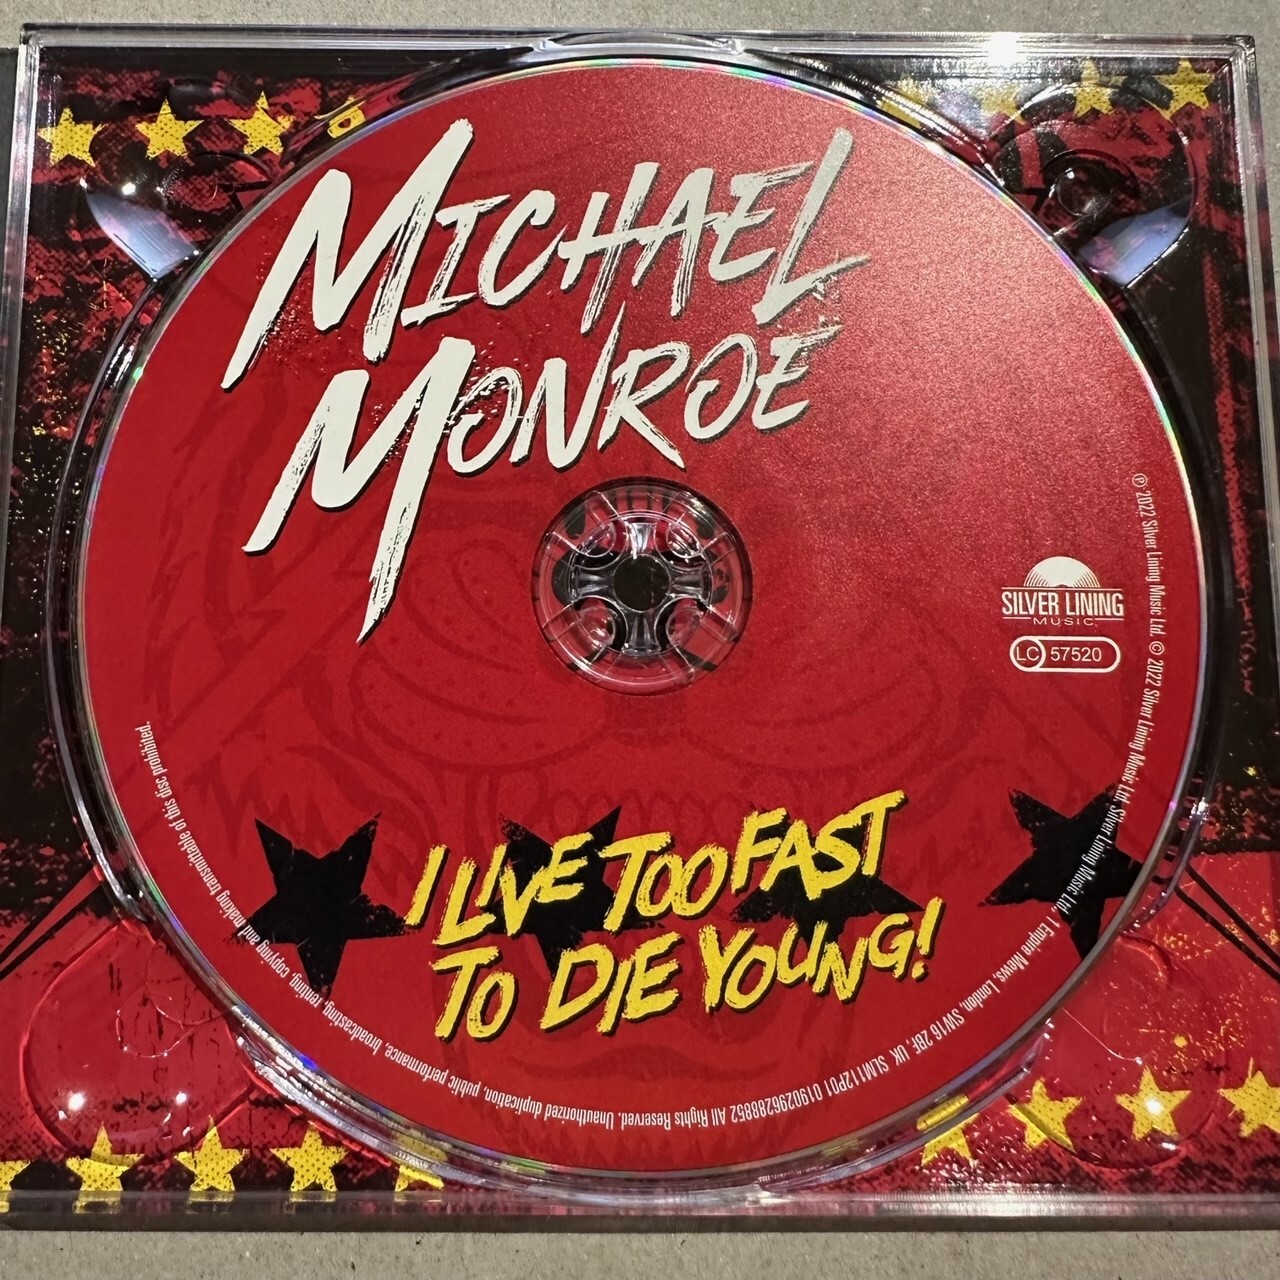 MICHAEL
MONROE
SILVER LINING
MUSIC
LC 57520
I LIVE TOO FAST
TO DIE YOUNG!
℗ 2022 Silver Lining Music Ltd. © 2022 Silver Lining Music Ltd. Silver Lining Music Ltd., 1 Empire Mews, London, SW16 2BF, UK SLM112P01 0190296288852 All Rights Reserved. Unauthorized duplication, public performance, broadcasting, renting, copying and making transmittable of this disc prohibited.